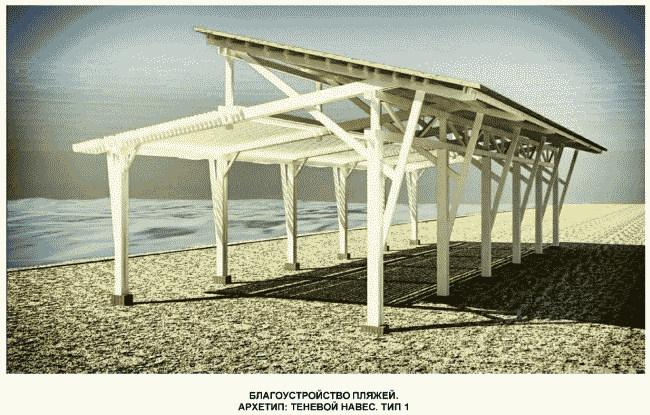 БЛАГОУСТРОЙСТВО ПЛЯЖЕЙ.
АРХЕТИП: ТЕНЕВОЙ НАВЕС. ТИП 1